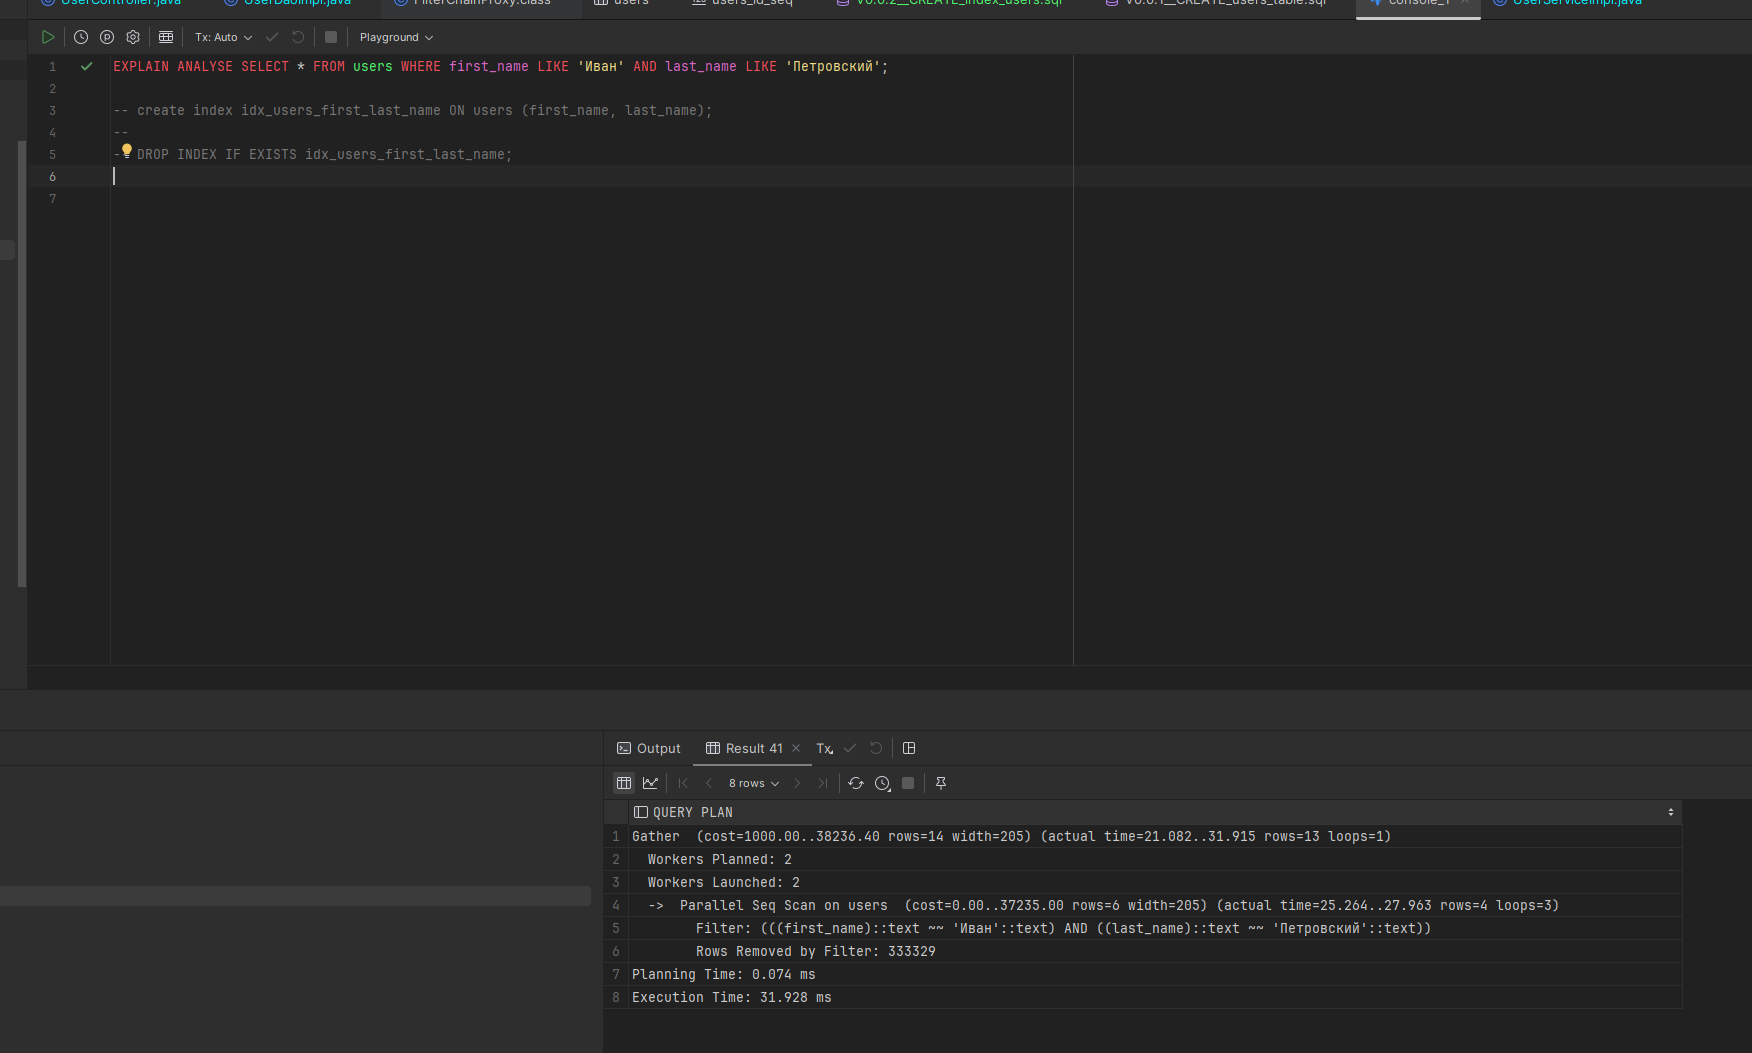 UserController.java UserDaoImpl.java FilterChainProxy.class users users_id_seq V0.0.2__CREATE_index_users.sql V0.0.1__CREATE_users_table.sql console_1 UserServiceImpl.java
Tx: Auto Playground
1 EXPLAIN ANALYSE SELECT * FROM users WHERE first_name LIKE 'Иван' AND last_name LIKE 'Петровский';
2
3 -- create index idx_users_first_last_name ON users (first_name, last_name);
4 --
5 - DROP INDEX IF EXISTS idx_users_first_last_name;
6
7
Output Result 41 Tx
8 rows
QUERY PLAN
1 Gather  (cost=1000.00..38236.40 rows=14 width=205) (actual time=21.082..31.915 rows=13 loops=1)
2   Workers Planned: 2
3   Workers Launched: 2
4   ->  Parallel Seq Scan on users  (cost=0.00..37235.00 rows=6 width=205) (actual time=25.264..27.963 rows=4 loops=3)
5         Filter: (((first_name)::text ~~ 'Иван'::text) AND ((last_name)::text ~~ 'Петровский'::text))
6         Rows Removed by Filter: 333329
7 Planning Time: 0.074 ms
8 Execution Time: 31.928 ms